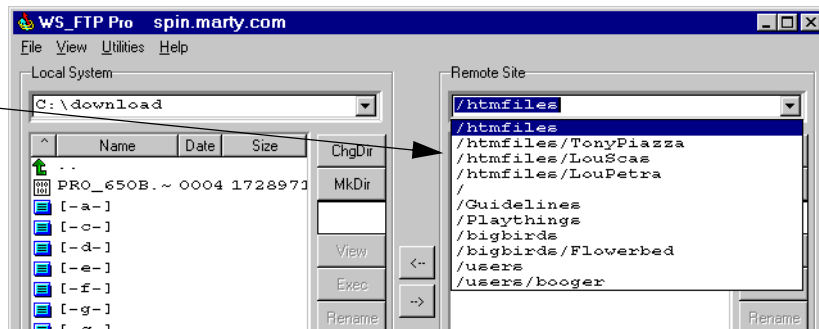 WS_FTP Pro spin.marty.com
File View Utilities Help
Local System
C:\download
^ Name Date Size
..
PRO_650B.~ 0004 1728971
[-a-]
[-c-]
[-d-]
[-e-]
[-f-]
[-g-]
ChgDir
MkDir
View
Exec
Rename
<--
-->
Remote Site
/htmfiles
/htmfiles
/htmfiles/TonyPiazza
/htmfiles/LouScas
/htmfiles/LouPetra
/
/Guidelines
/Playthings
/bigbirds
/bigbirds/Flowerbed
/users
/users/booger
Rename